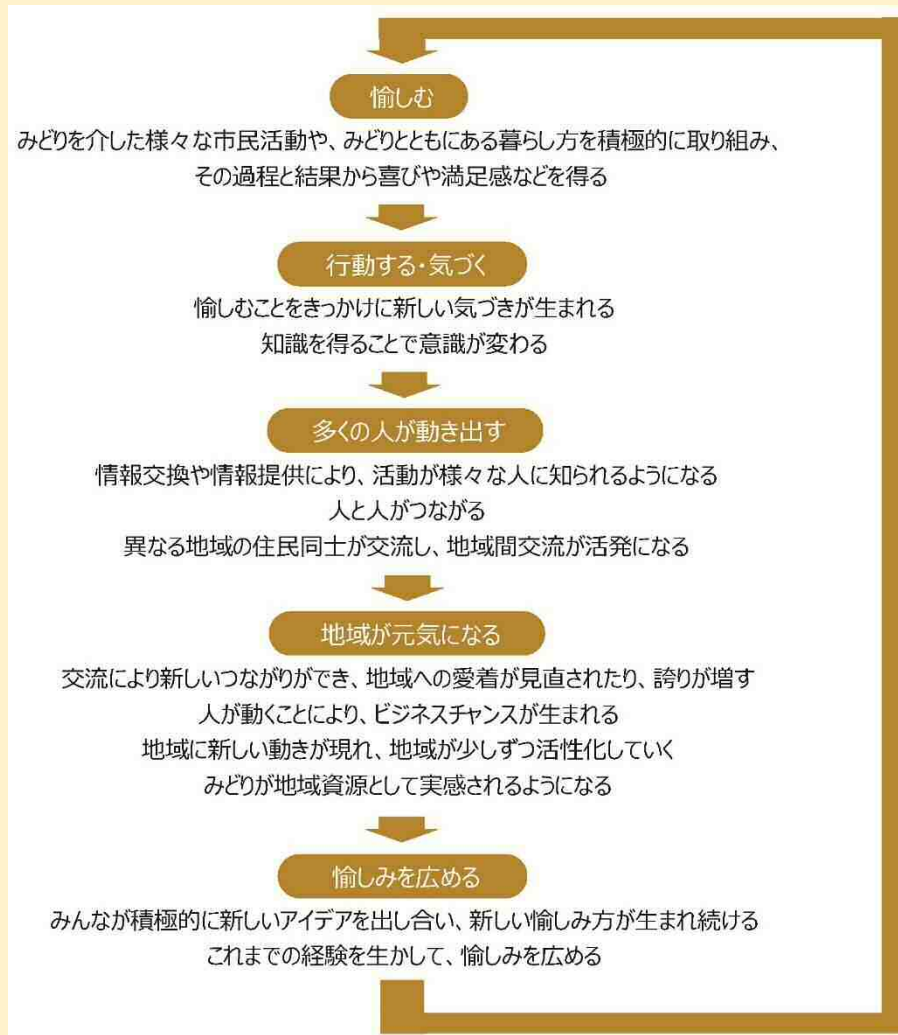 愉しむ
みどりを介した様々な市民活動や、みどりとともにある暮らし方を積極的に取り組み、
その過程と結果から喜びや満足感などを得る
行動する・気づく
愉しむことをきっかけに新しい気づきが生まれる
知識を得ることで意識が変わる
多くの人が動き出す
情報交換や情報提供により、活動が様々な人に知られるようになる
人と人がつながる
異なる地域の住民同士が交流し、地域間交流が活発になる
地域が元気になる
交流により新しいつながりができ、地域への愛着が見直されたり、誇りが増す
人が動くことにより、ビジネスチャンスが生まれる
地域に新しい動きが現れ、地域が少しずつ活性化していく
みどりが地域資源として実感されるようになる
愉しみを広める
みんなが積極的に新しいアイデアを出し合い、新しい愉しみ方が生まれ続ける
これまでの経験を生かして、愉しみを広める